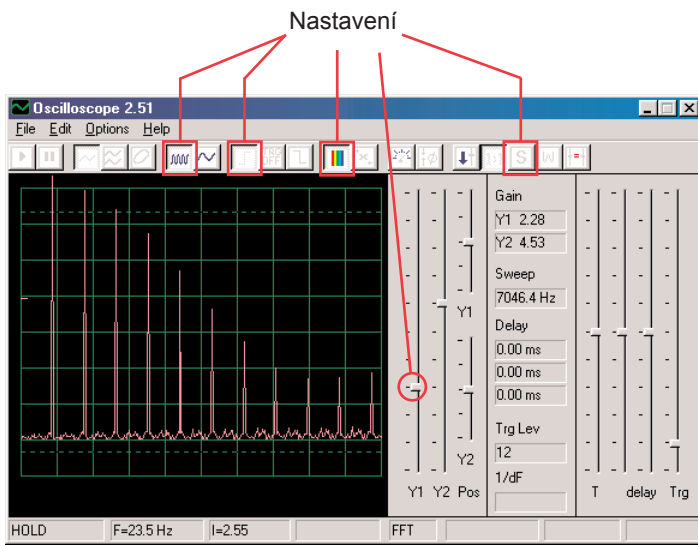 Nastavení
Oscilloscope 2.51
File Edit Options Help
S
Gain
Y1 2.28
Y2 4.53
Sweep
7046.4 Hz
Y1
Delay
0.00 ms
0.00 ms
0.00 ms
Trg Lev
12
Y2
1/dF
Y1 Y2 Pos
T delay Trg
HOLD F=23.5 Hz I=2.55 FFT